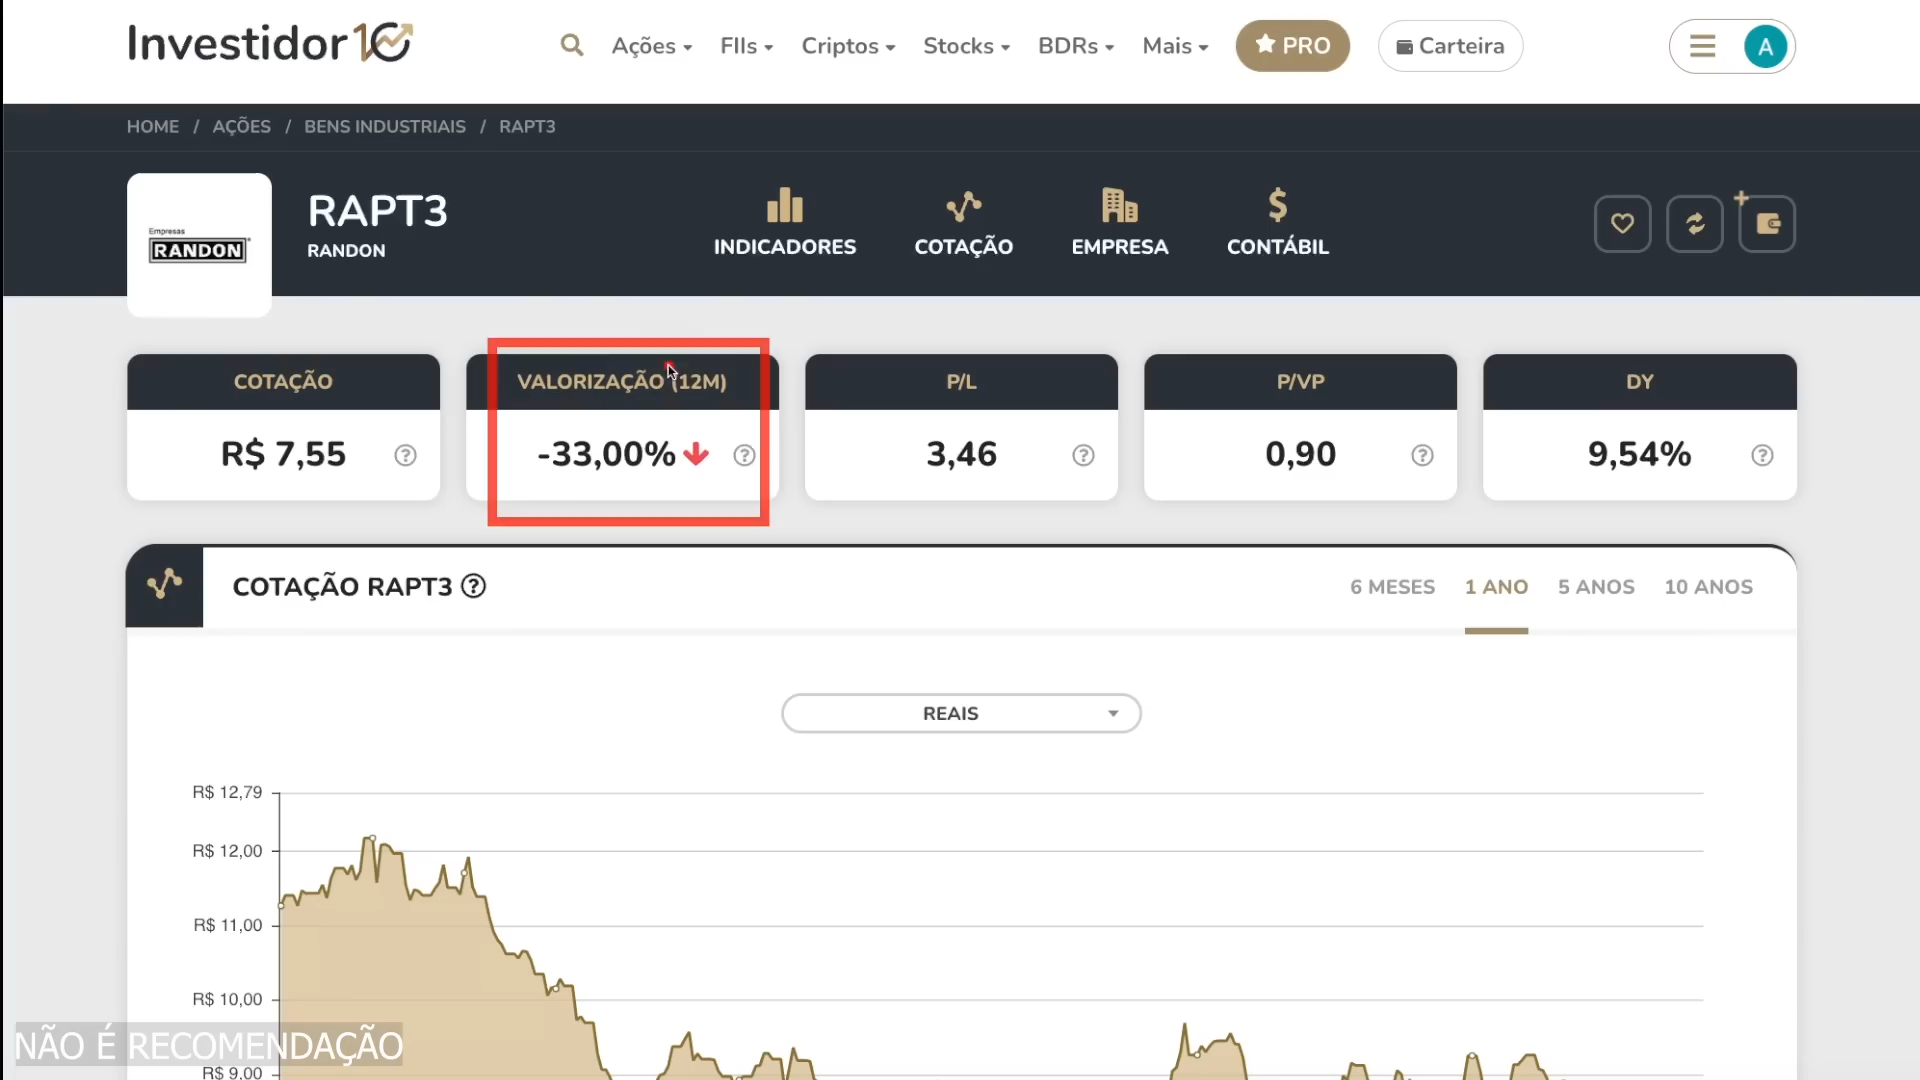 Investidor10
Ações
FIIs
Criptos
Stocks
BDRs
Mais
PRO
Carteira
A
HOME / AÇÕES / BENS INDUSTRIAIS / RAPT3
Empresas
RANDON
RAPT3
RANDON
INDICADORES
COTAÇÃO
EMPRESA
CONTÁBIL
COTAÇÃO
R$ 7,55 ?
VALORIZAÇÃO (12M)
-33,00% ?
P/L
3,46 ?
P/VP
0,90 ?
DY
9,54% ?
COTAÇÃO RAPT3 ?
6 MESES
1 ANO
5 ANOS
10 ANOS
REAIS
R$ 12,79
R$ 12,00
R$ 11,00
R$ 10,00
NÃO É RECOMENDAÇÃO
R$ 9,00